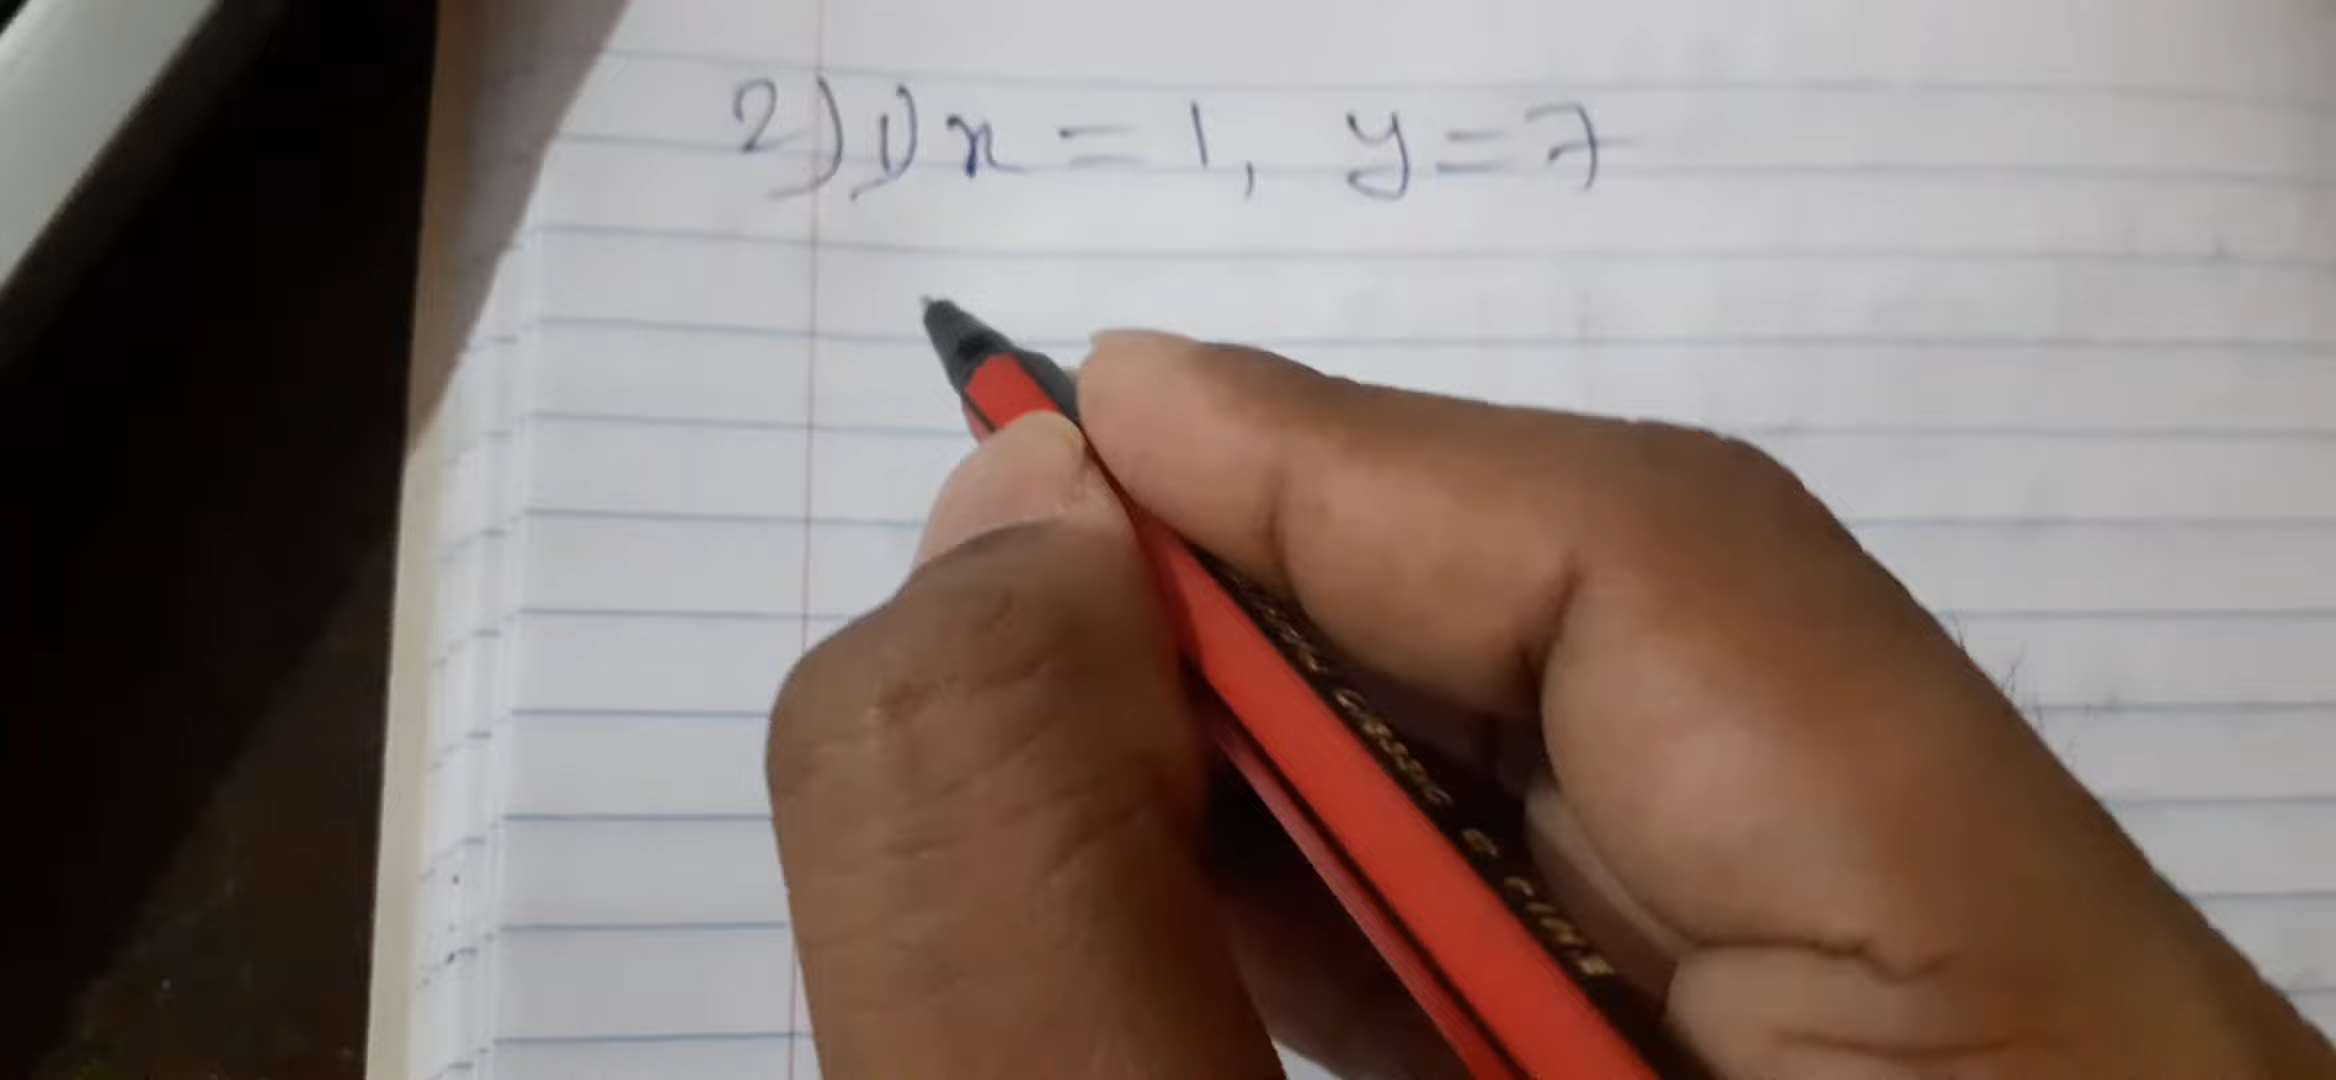 2) 1) x = 1, y = 7